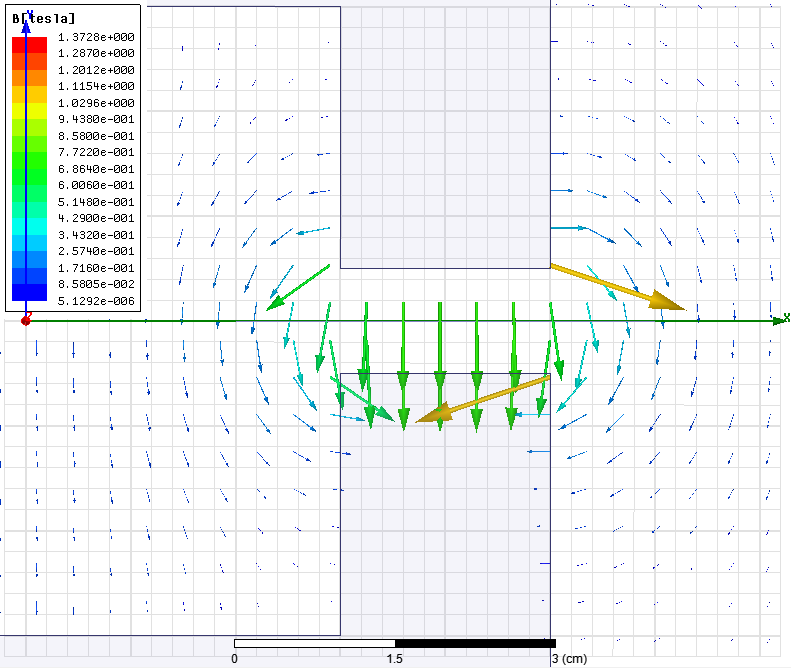 B[tesla]
Y
1.3728e+000
1.2870e+000
1.2012e+000
1.1154e+000
1.0296e+000
9.4380e-001
8.5800e-001
7.7220e-001
6.8640e-001
6.0060e-001
5.1480e-001
4.2900e-001
3.4320e-001
2.5740e-001
1.7160e-001
8.5805e-002
5.1292e-006
X
0 1.5 3 (cm)